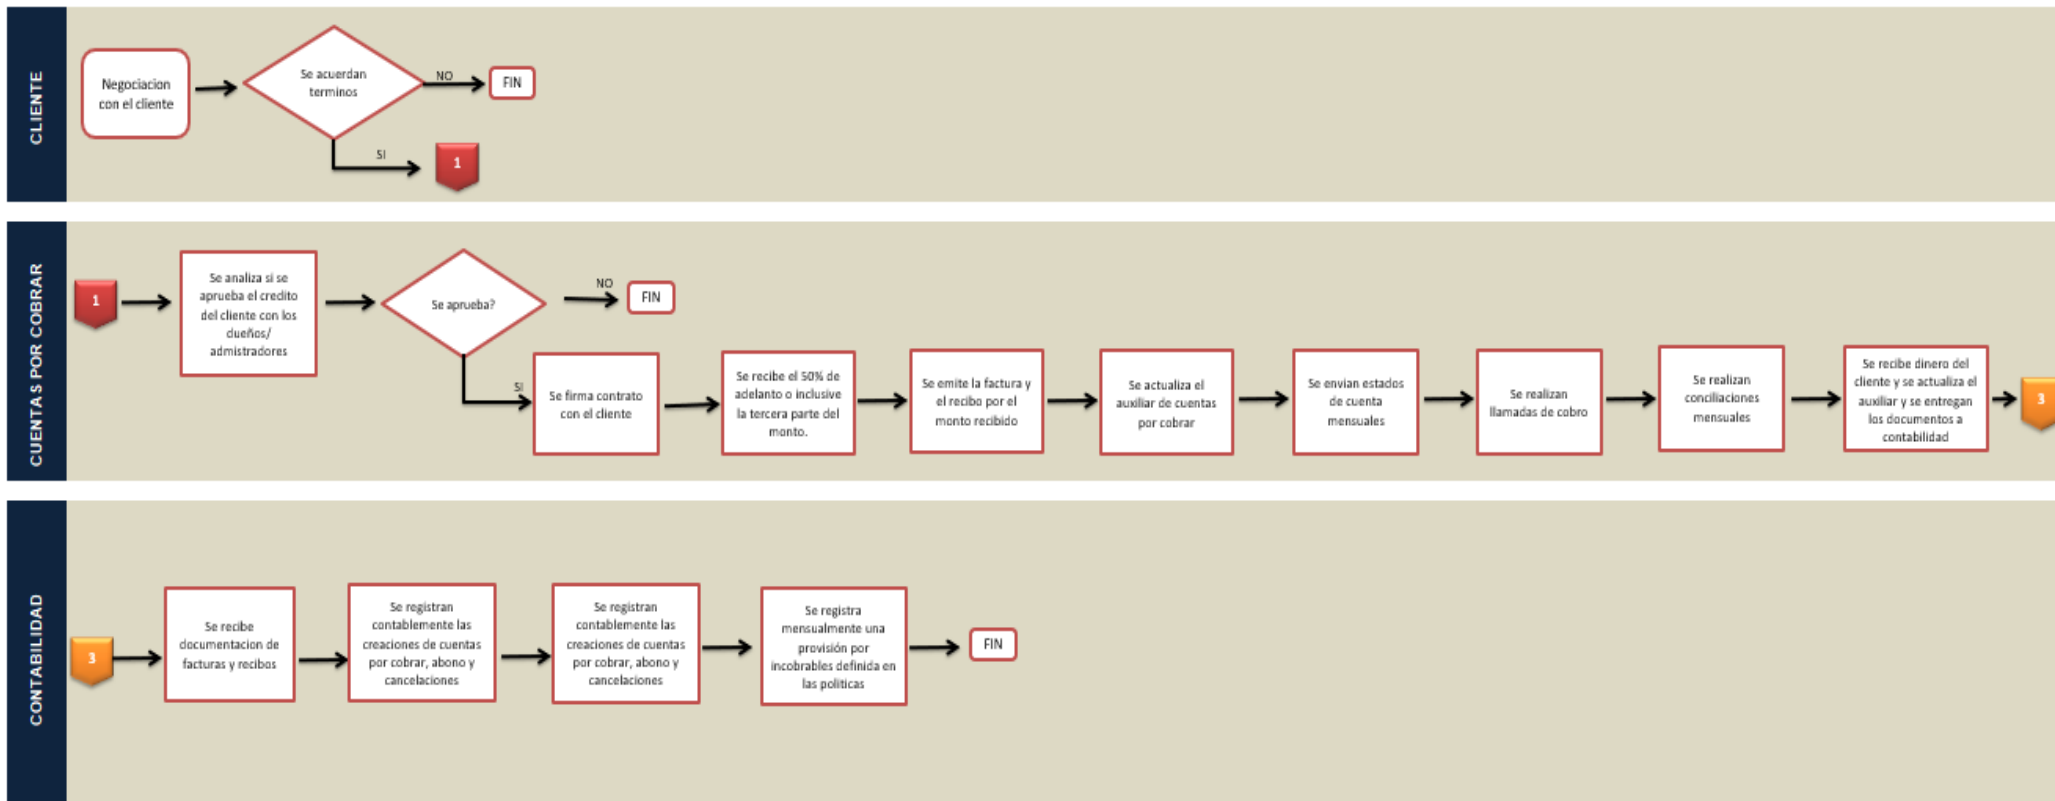 CLIENTE
Negociacion
con el cliente
Se acuerdan
terminos
NO
FIN
SI
1
CUENTAS POR COBRAR
1
Se analiza si se
aprueba el credito
del cliente con los
dueños/
admistradores
Se aprueba?
NO
FIN
SI
Se firma contrato
con el cliente
Se recibe el 50% de
adelanto o inclusive
la tercera parte del
monto.
Se emite la factura y
el recibo por el
monto recibido
Se actualiza el
auxiliar de cuentas
por cobrar
Se envian estados
de cuenta
mensuales
Se realizan
llamadas de cobro
Se realizan
conciliaciones
mensuales
Se recibe dinero del
cliente y se actualiza el
auxiliar y se entregan
los documentos a
contabilidad
3
CONTABILIDAD
3
Se recibe
documentacion de
facturas y recibos
Se registran
contablemente las
creaciones de cuentas
por cobrar, abono y
cancelaciones
Se registran
contablemente las
creaciones de cuentas
por cobrar, abono y
cancelaciones
Se registra
mensualmente una
provisión por
incobrables definida en
las politicas
FIN